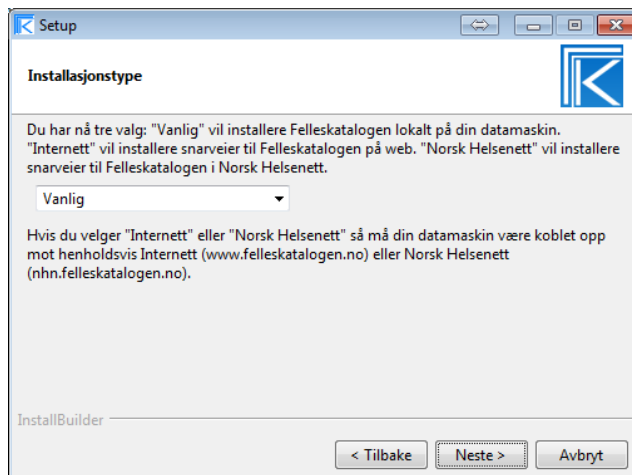 Setup
Installasjonstype
Du har nå tre valg: "Vanlig" vil installere Felleskatalogen lokalt på din datamaskin.
"Internett" vil installere snarveier til Felleskatalogen på web. "Norsk Helsenett" vil installere
snarveier til Felleskatalogen i Norsk Helsenett.
Vanlig
Hvis du velger "Internett" eller "Norsk Helsenett" så må din datamaskin være koblet opp
mot henholdsvis Internett (www.felleskatalogen.no) eller Norsk Helsenett
(nhn.felleskatalogen.no).
InstallBuilder
< Tilbake Neste > Avbryt